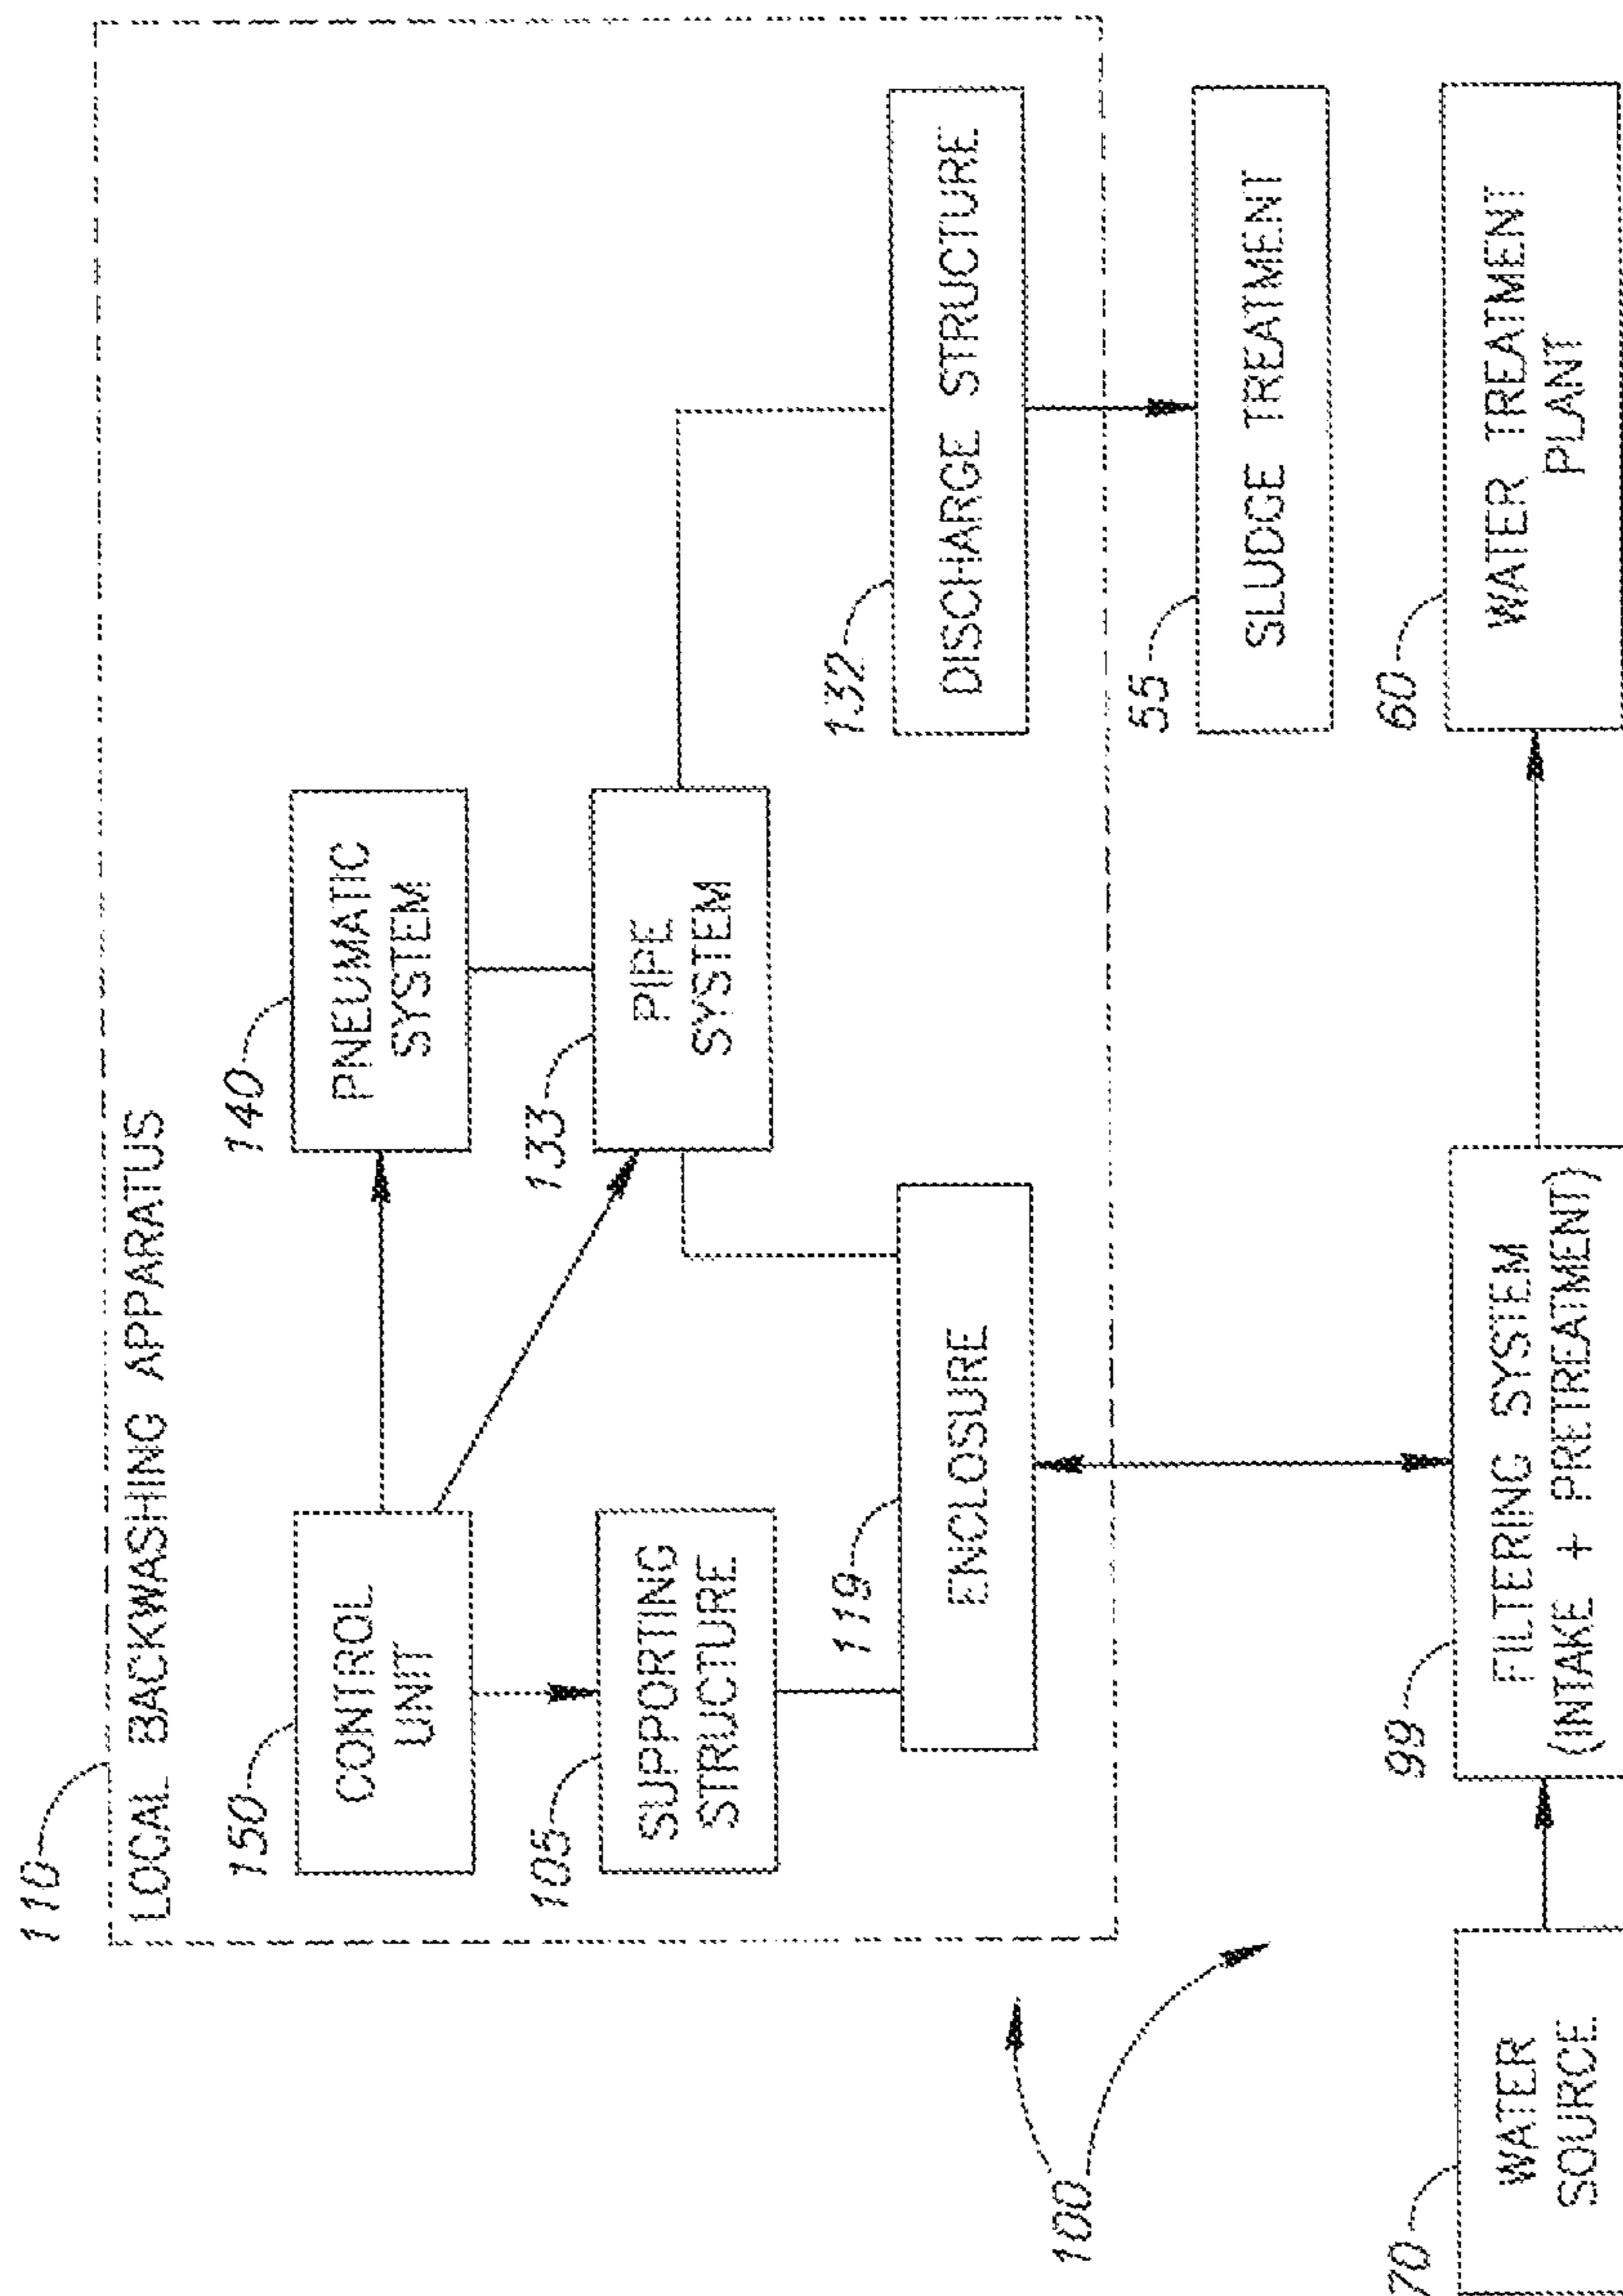 110
LOCAL BACKWASHING APPARATUS
150
CONTROL
UNIT
140
PNEUMATIC
SYSTEM
105
SUPPORTING
STRUCTURE
133
PIPE
SYSTEM
119
ENCLOSURE
132
DISCHARGE STRUCTURE
100
55
SLUDGE TREATMENT
70
WATER
SOURCE
99
FILTERING SYSTEM
(INTAKE + PRETREATMENT)
60
WATER TREATMENT
PLANT